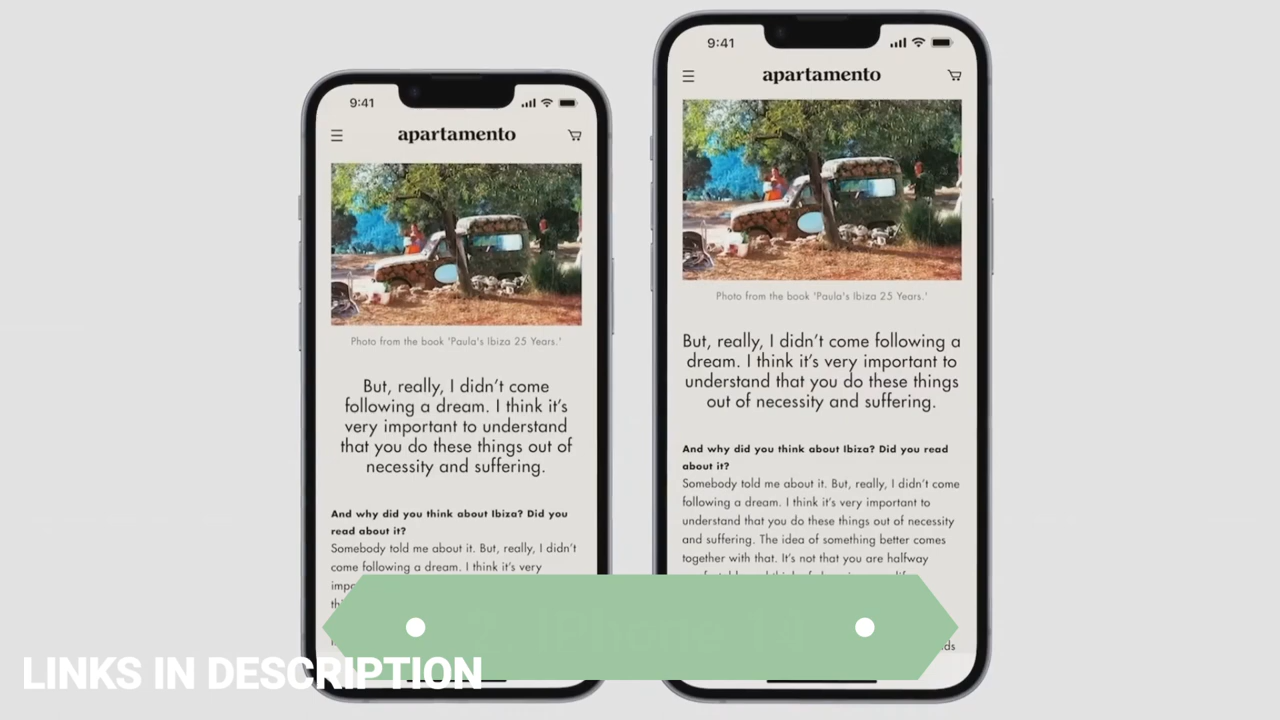 9:41
apartamento
Photo from the book 'Paula's Ibiza 25 Years.'
But, really, I didn't come
following a dream. I think it's
very important to understand
that you do these things out of
necessity and suffering.
And why did you think about Ibiza? Did you
read about it?
Somebody told me about it. But, really, I didn't
come following a dream. I think it's very
9:41
apartamento
Photo from the book 'Paula's Ibiza 25 Years.'
But, really, I didn't come following a
dream. I think it's very important to
understand that you do these things
out of necessity and suffering.
And why did you think about Ibiza? Did you read
about it?
Somebody told me about it. But, really, I didn't come
following a dream. I think it's very important to
understand that you do these things out of necessity
and suffering. The idea of something better comes
together with that. It's not that you are halfway
2. iPhone 14
LINKS IN DESCRIPTION